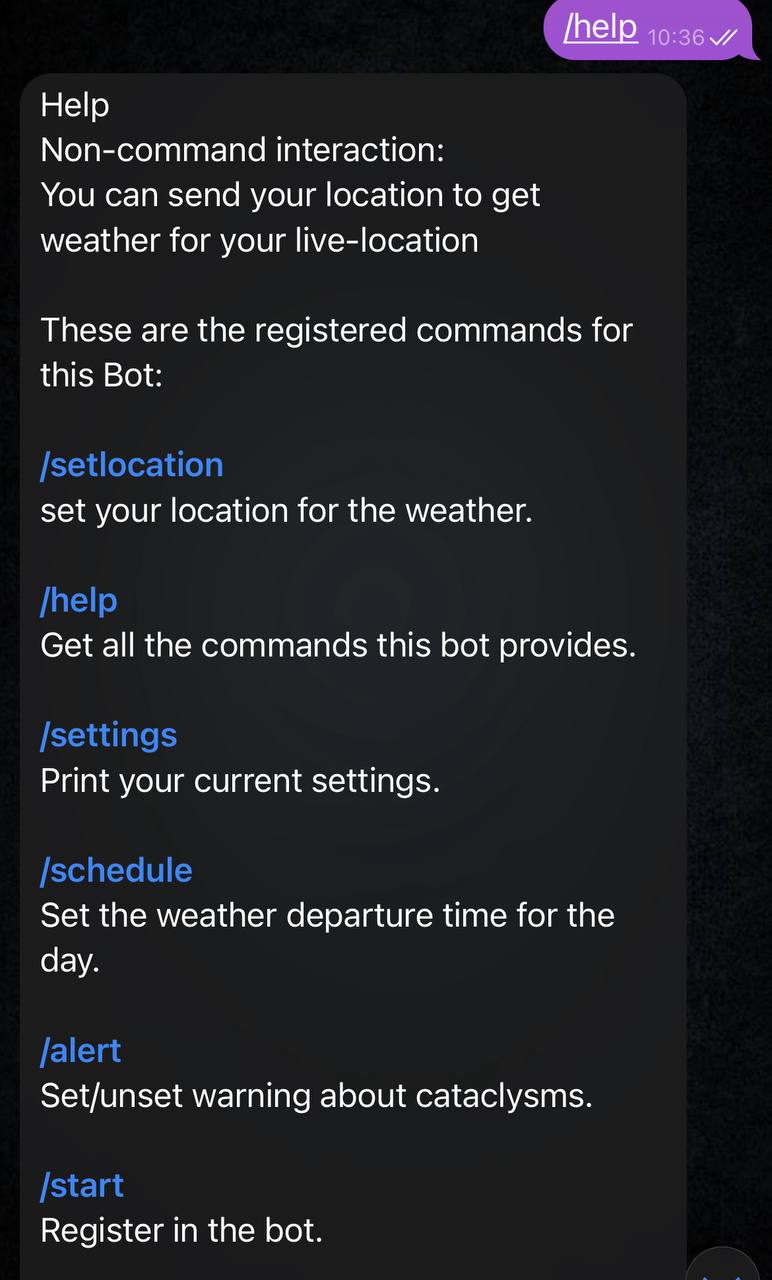 /help 10:36
Help
Non-command interaction:
You can send your location to get
weather for your live-location
These are the registered commands for
this Bot:
/setlocation
set your location for the weather.
/help
Get all the commands this bot provides.
/settings
Print your current settings.
/schedule
Set the weather departure time for the
day.
/alert
Set/unset warning about cataclysms.
/start
Register in the bot.